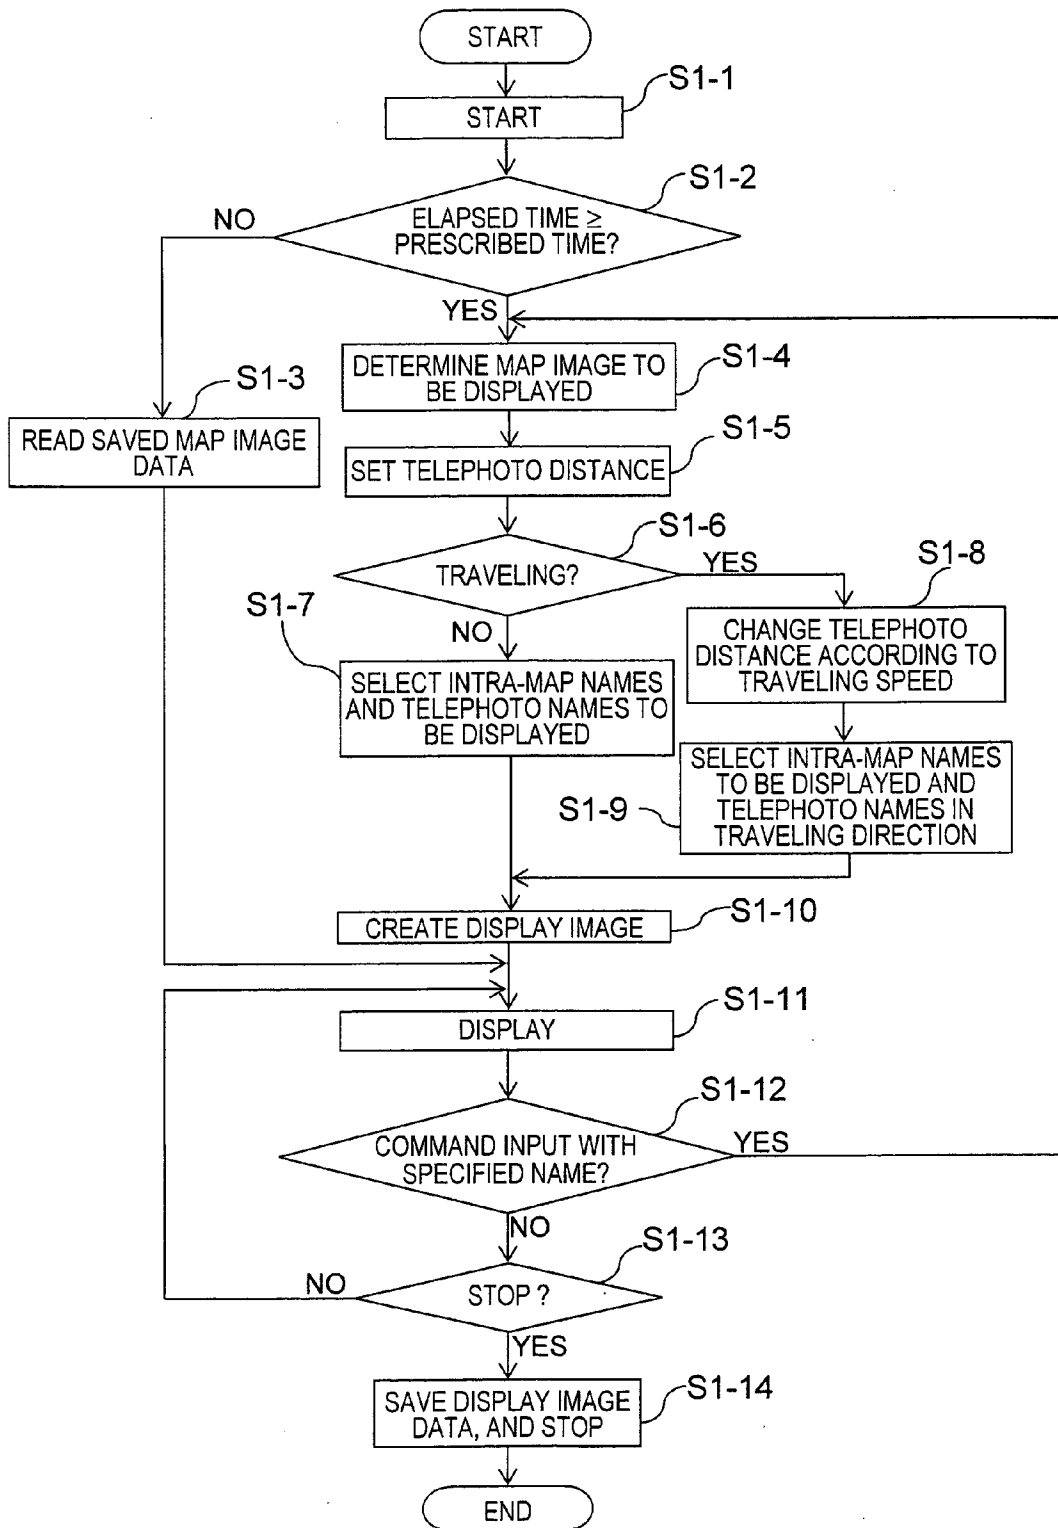 START
S1-1
START
S1-2
NO
ELAPSED TIME ≥
PRESCRIBED TIME?
YES
S1-4
DETERMINE MAP IMAGE TO
BE DISPLAYED
S1-3
READ SAVED MAP IMAGE
DATA
S1-5
SET TELEPHOTO DISTANCE
S1-6
TRAVELING?
YES
S1-8
S1-7
NO
CHANGE TELEPHOTO
DISTANCE ACCORDING TO
TRAVELING SPEED
SELECT INTRA-MAP NAMES
AND TELEPHOTO NAMES TO
BE DISPLAYED
S1-9
SELECT INTRA-MAP NAMES
TO BE DISPLAYED AND
TELEPHOTO NAMES IN
TRAVELING DIRECTION
S1-10
CREATE DISPLAY IMAGE
S1-11
DISPLAY
S1-12
COMMAND INPUT WITH
SPECIFIED NAME?
YES
NO
S1-13
NO
STOP ?
YES
S1-14
SAVE DISPLAY IMAGE
DATA, AND STOP
END